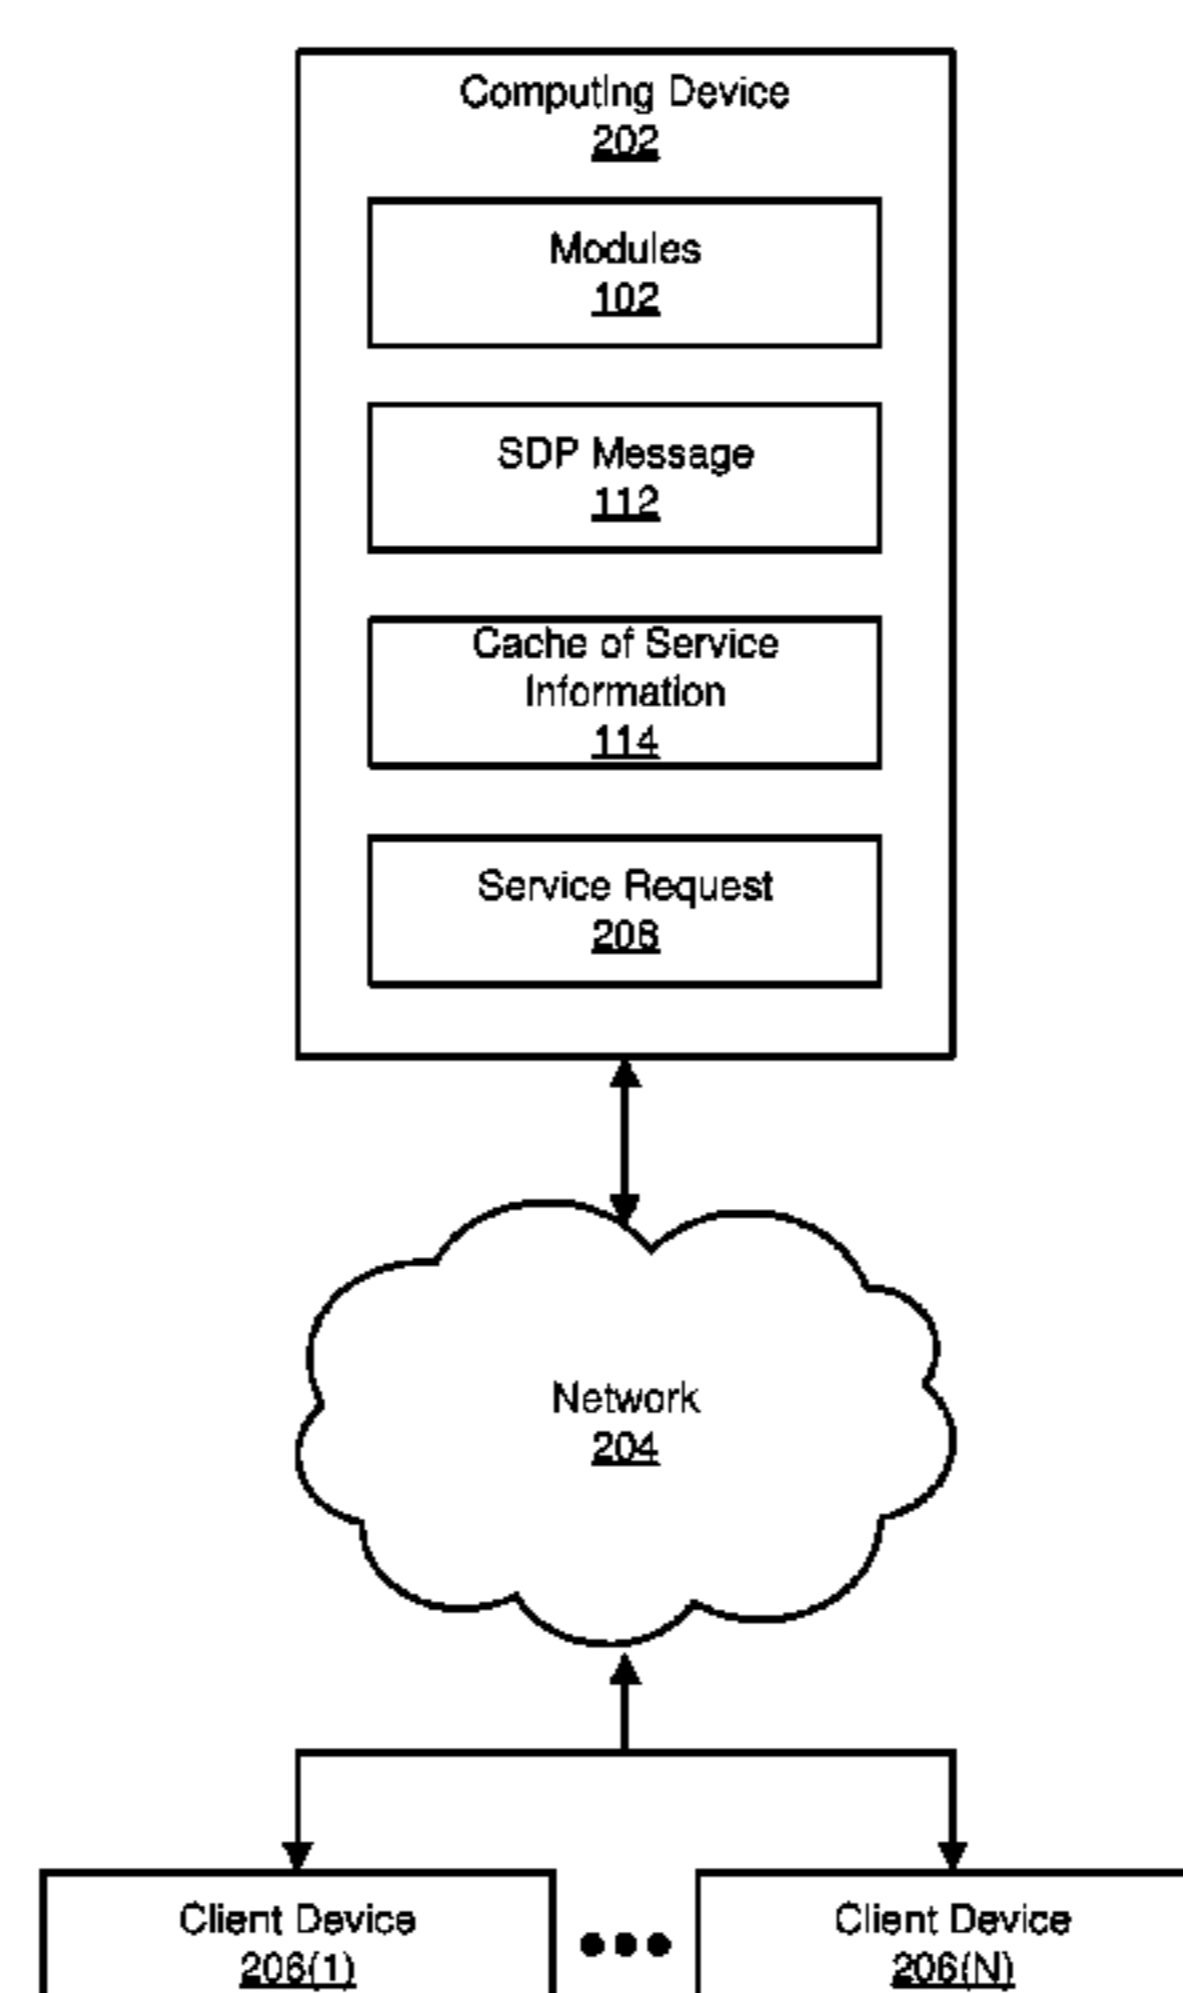 Computing Device
202
Modules
102
SDP Message
112
Cache of Service
Information
114
Service Request
208
Network
204
Client Device
206(1)
Client Device
206(N)